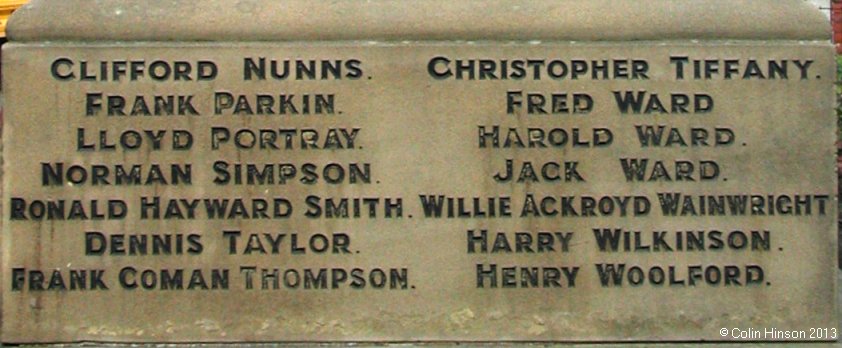 CLIFFORD NUNNS.
FRANK PARKIN.
LLOYD PORTRAY.
NORMAN SIMPSON.
RONALD HAYWARD SMITH.
DENNIS TAYLOR.
FRANK COMAN THOMPSON.
CHRISTOPHER TIFFANY.
FRED WARD
HAROLD WARD.
JACK WARD.
WILLIE ACKROYD WAINWRIGHT
HARRY WILKINSON.
HENRY WOOLFORD.
© Colin Hinson 2013